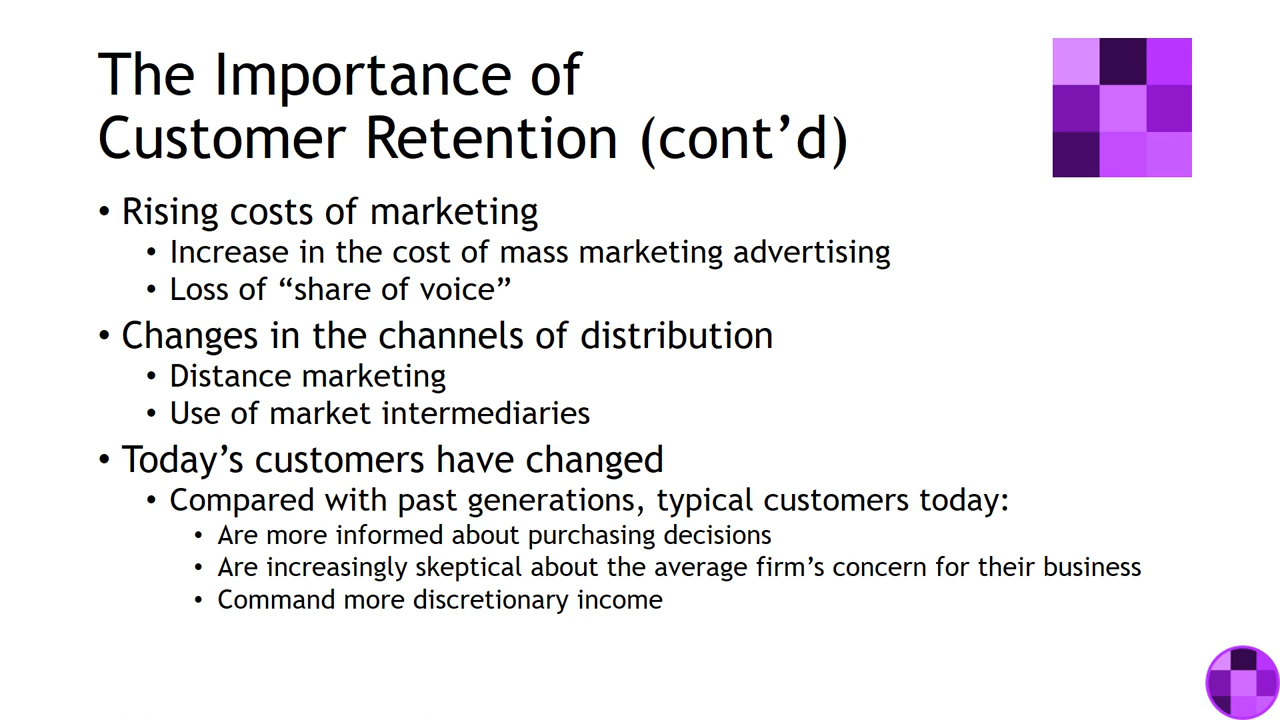 The Importance of
Customer Retention (cont’d)
• Rising costs of marketing
• Increase in the cost of mass marketing advertising
• Loss of “share of voice”
• Changes in the channels of distribution
• Distance marketing
• Use of market intermediaries
• Today’s customers have changed
• Compared with past generations, typical customers today:
• Are more informed about purchasing decisions
• Are increasingly skeptical about the average firm’s concern for their business
• Command more discretionary income